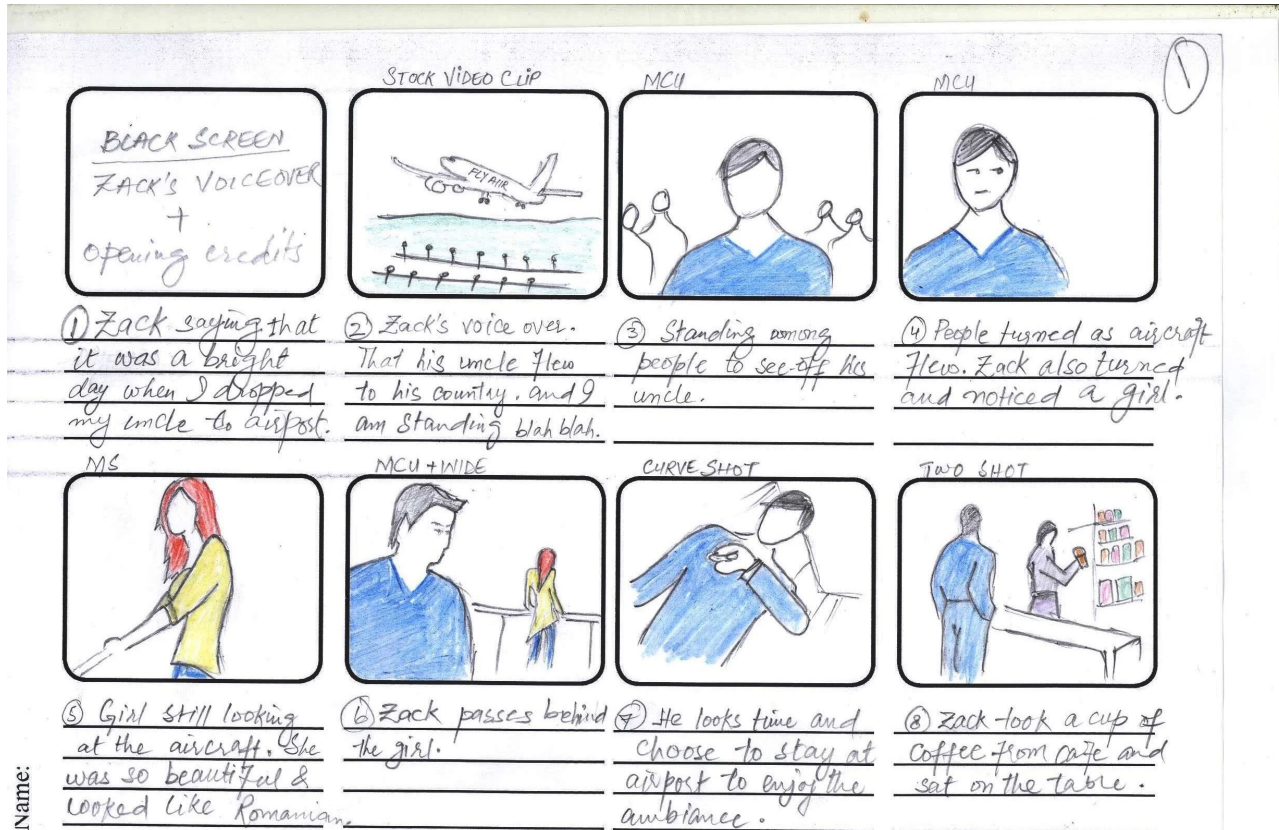 1
STOCK VIDEO CLIP
MCU
MCU
BLACK SCREEN
ZACK'S VOICEOVER
+
opening credits
FLY AIR
① Zack saying that
it was a bright
day when I dropped
my uncle to airport.
② Zack's voice over.
That his uncle flew
to his country. and I
am standing blah blah.
③ Standing among
people to see-off his
uncle.
④ People turned as aircraft
flew. Zack also turned
and noticed a girl.
MS
MCU + WIDE
CURVE SHOT
TWO SHOT
⑤ Girl still looking
at the aircraft. She
was so beautiful &
looked like Romanian.
⑥ Zack passes behind
the girl.
⑦ He looks time and
choose to stay at
airport to enjoy the
ambiance.
⑧ Zack took a cup of
coffee from cafe and
sat on the table.
Name: